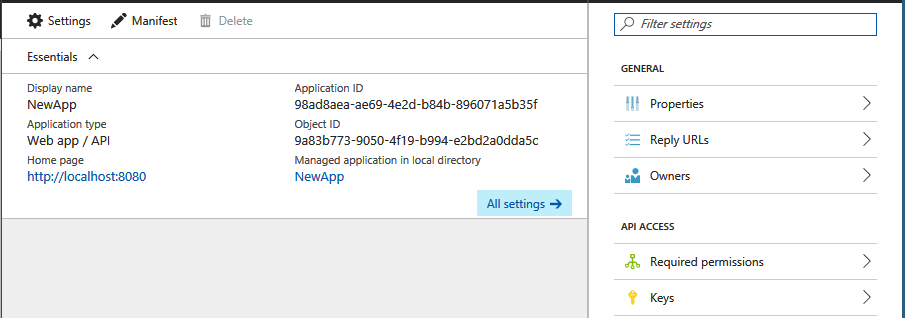 Settings Manifest Delete
Essentials
Display name
NewApp
Application type
Web app / API
Home page
http://localhost:8080
Application ID
98ad8aea-ae69-4e2d-b84b-896071a5b35f
Object ID
9a83b773-9050-4f19-b994-e2bd2a0dda5c
Managed application in local directory
NewApp
All settings
Filter settings
GENERAL
Properties
Reply URLs
Owners
API ACCESS
Required permissions
Keys